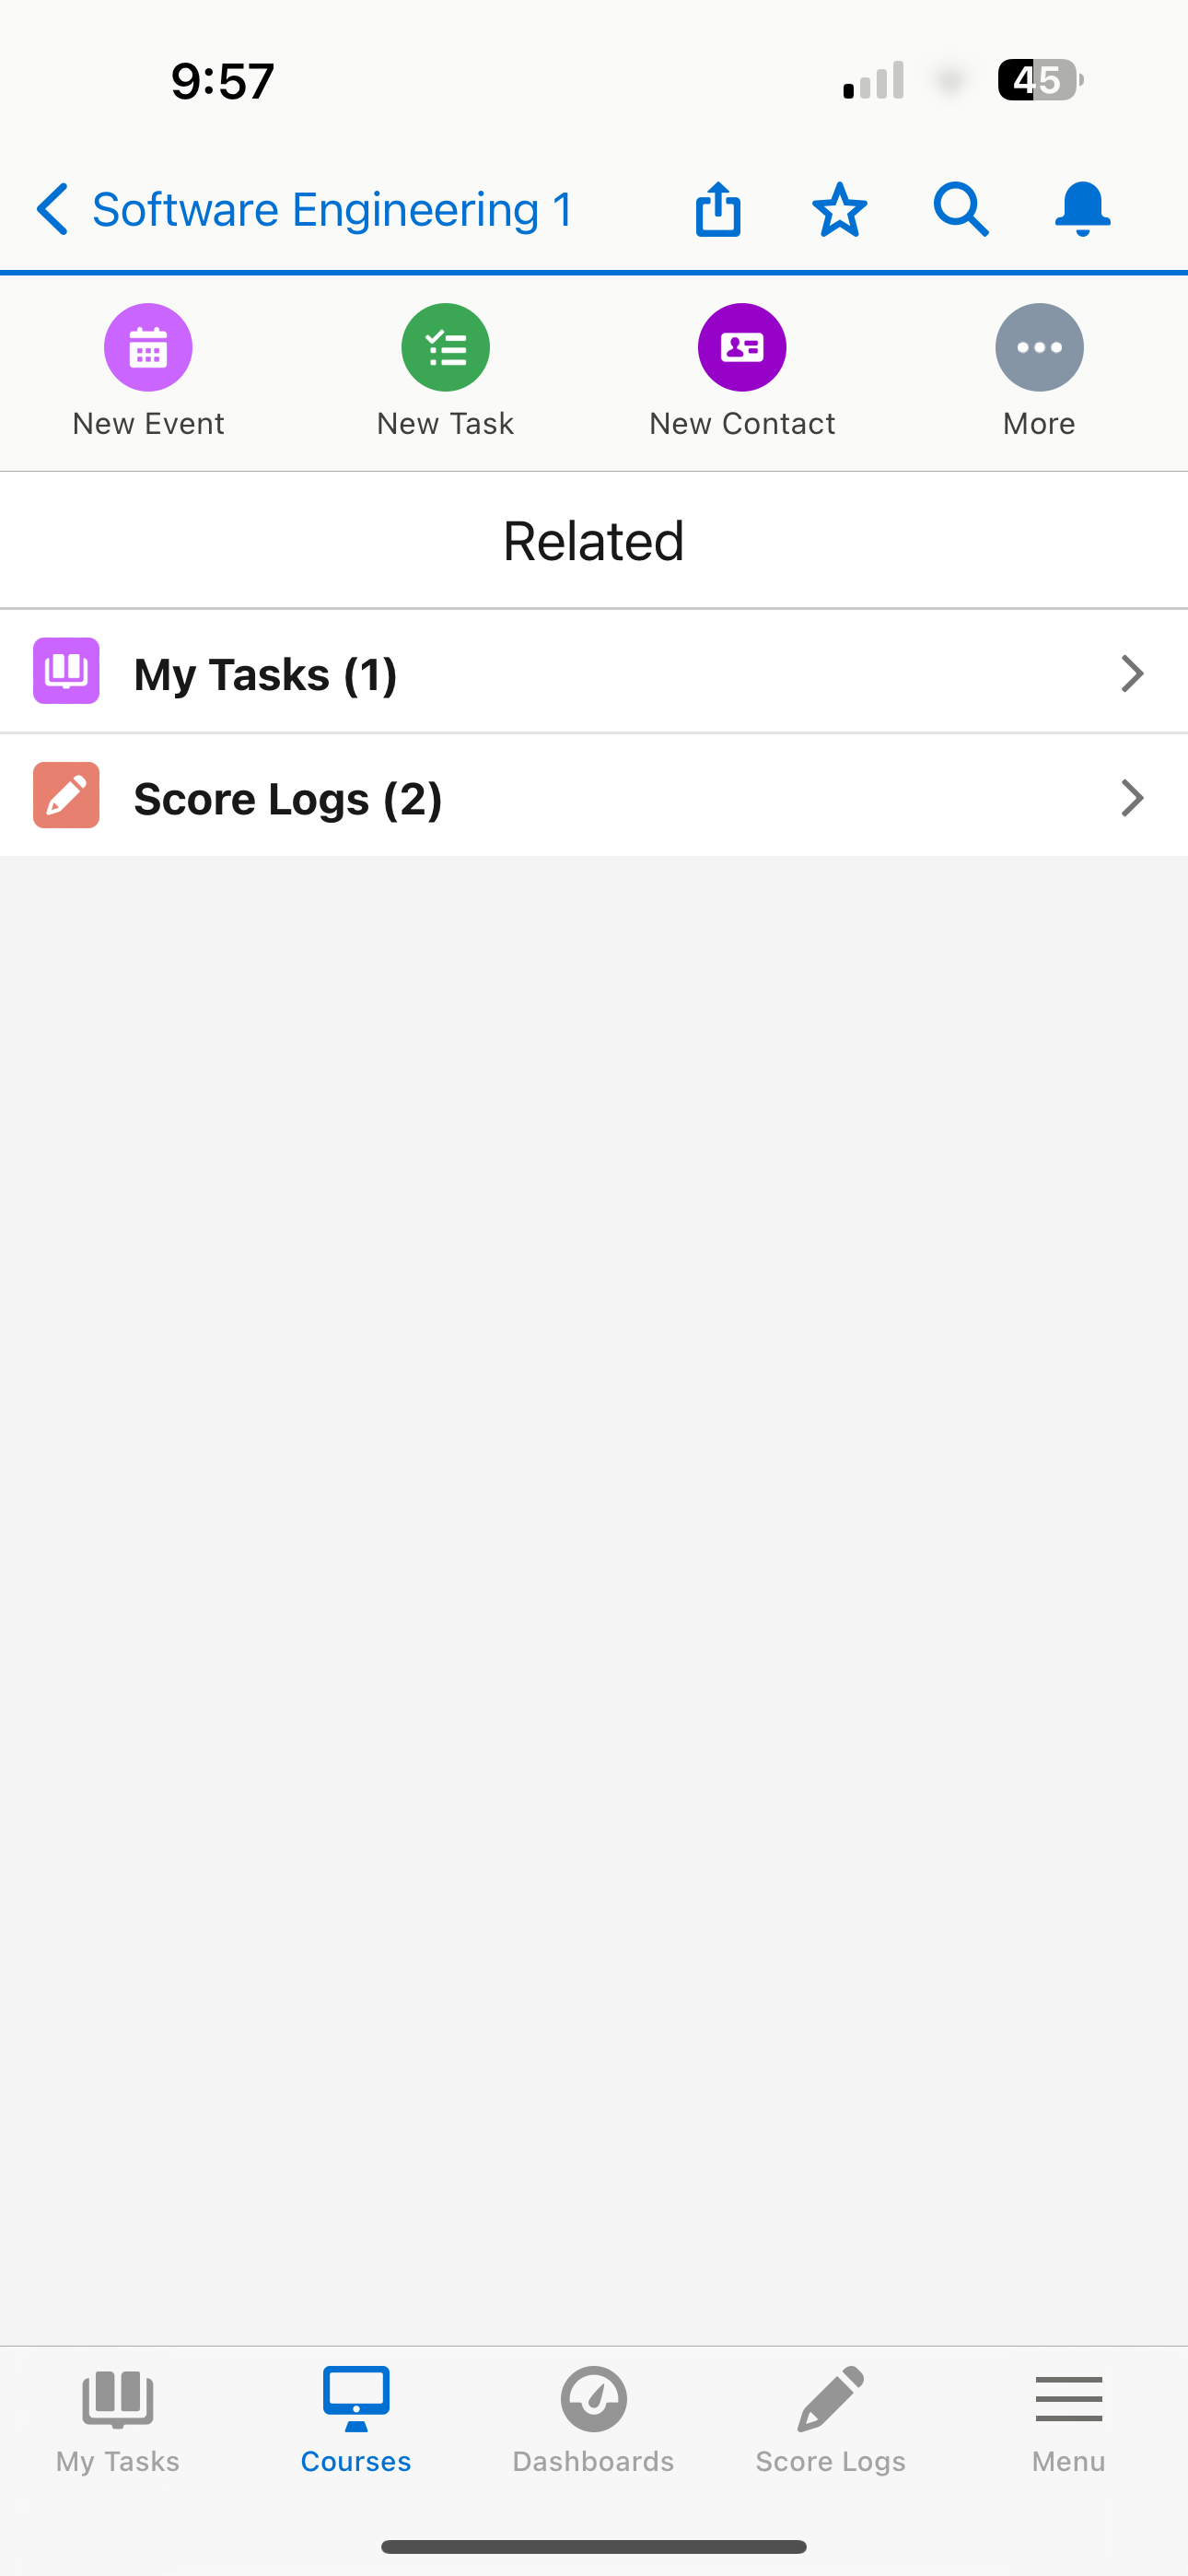 9:57
45
Software Engineering 1
New Event
New Task
New Contact
More
Related
My Tasks (1)
Score Logs (2)
My Tasks
Courses
Dashboards
Score Logs
Menu